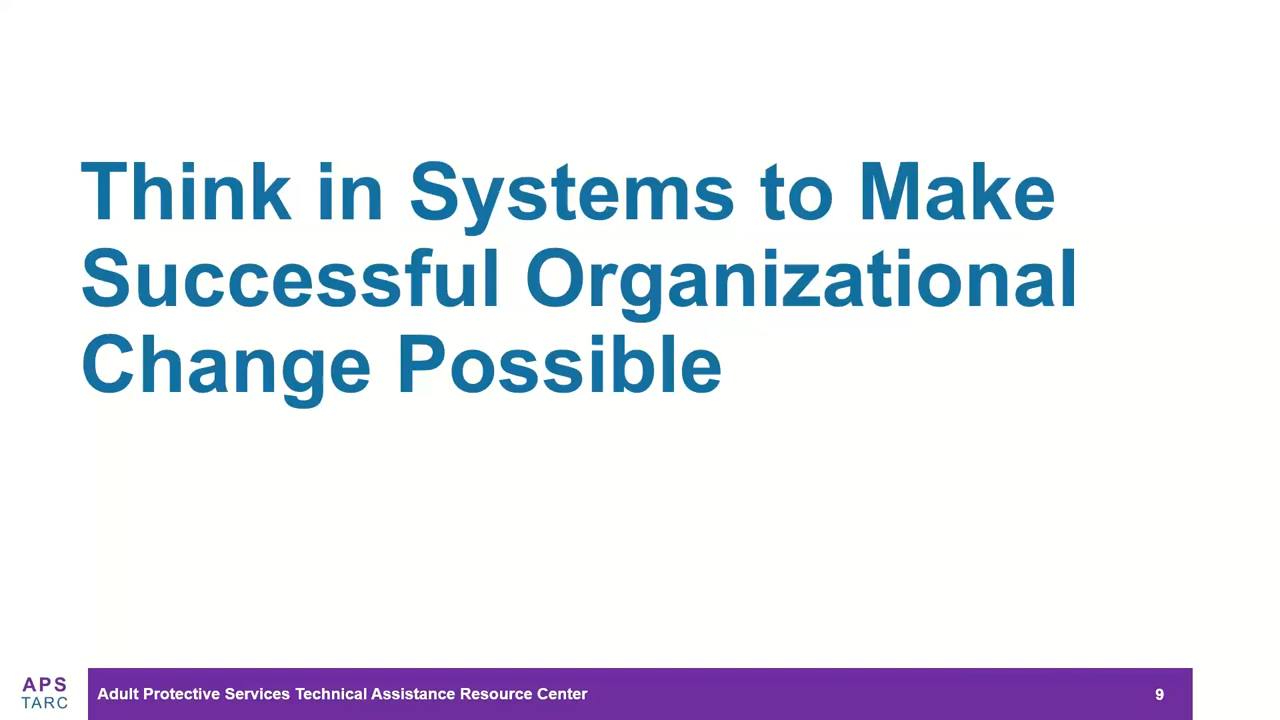 Think in Systems to Make
Successful Organizational
Change Possible
APS
TARC
Adult Protective Services Technical Assistance Resource Center
9